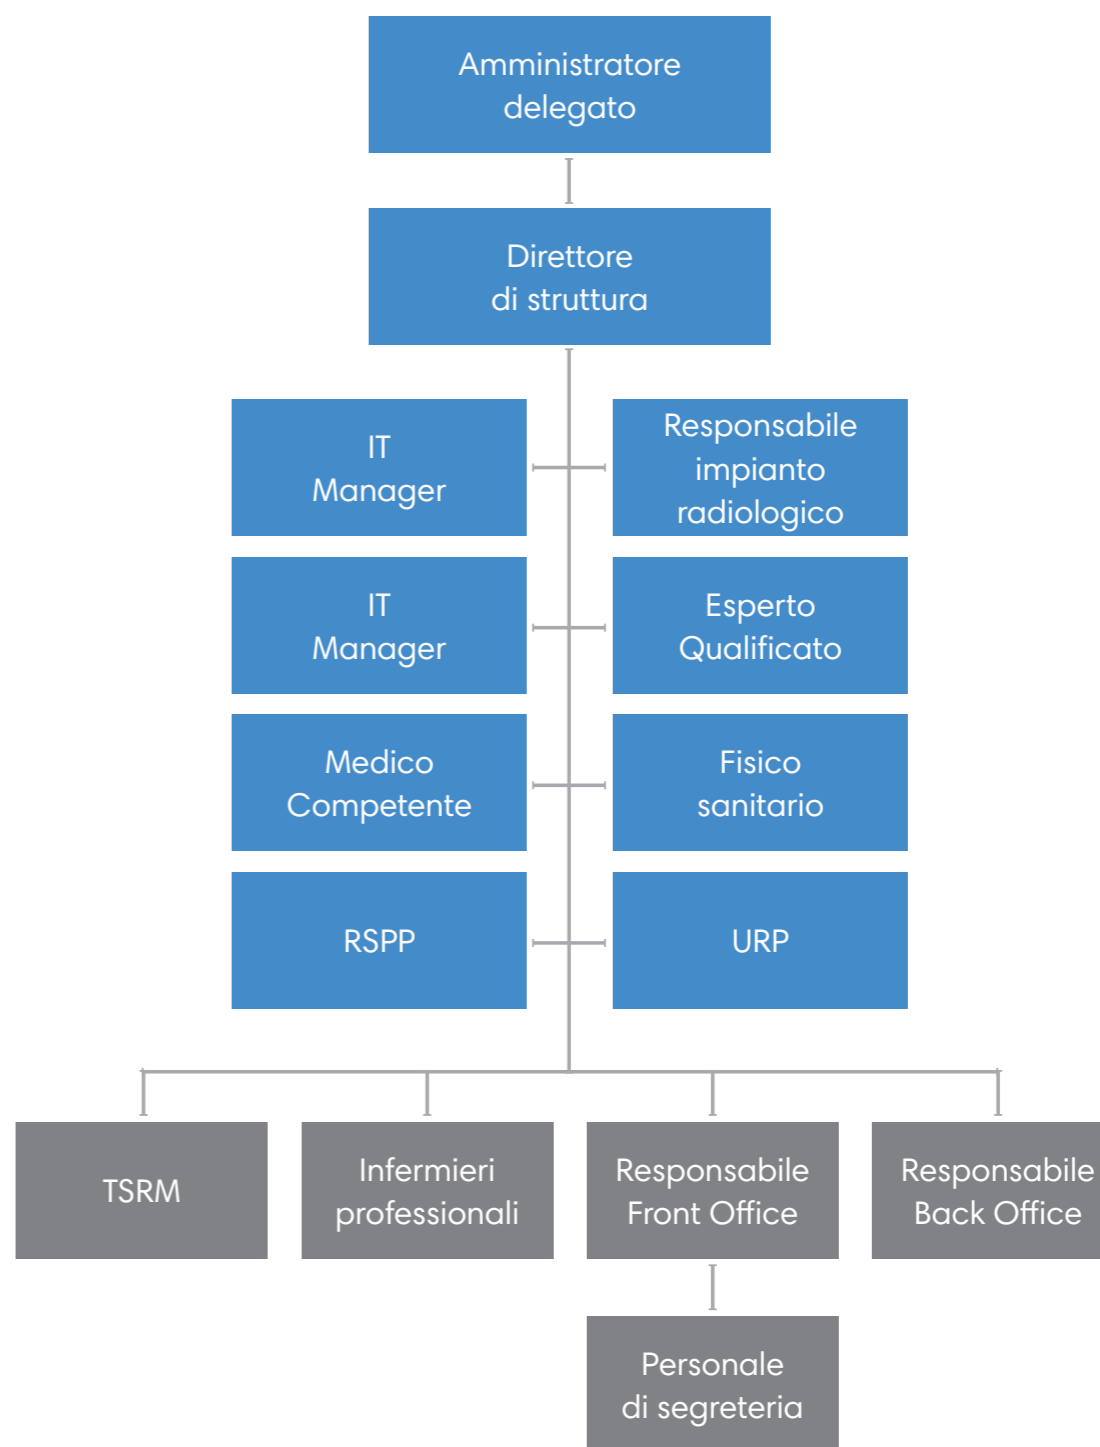 Amministratore
delegato
Direttore
di struttura
IT
Manager
Responsabile
impianto
radiologico
IT
Manager
Esperto
Qualificato
Medico
Competente
Fisico
sanitario
RSPP
URP
TSRM
Infermieri
professionali
Responsabile
Front Office
Responsabile
Back Office
Personale
di segreteria